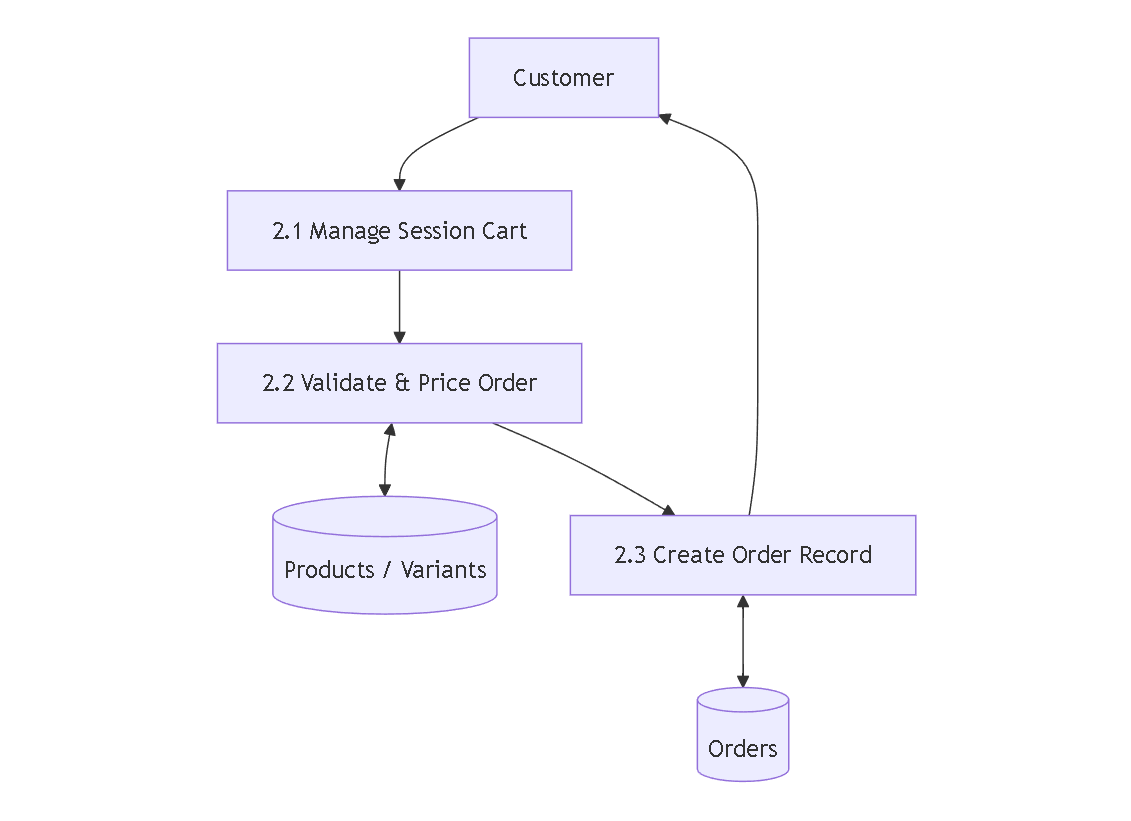 Customer
2.1 Manage Session Cart
2.2 Validate & Price Order
Products / Variants
2.3 Create Order Record
Orders